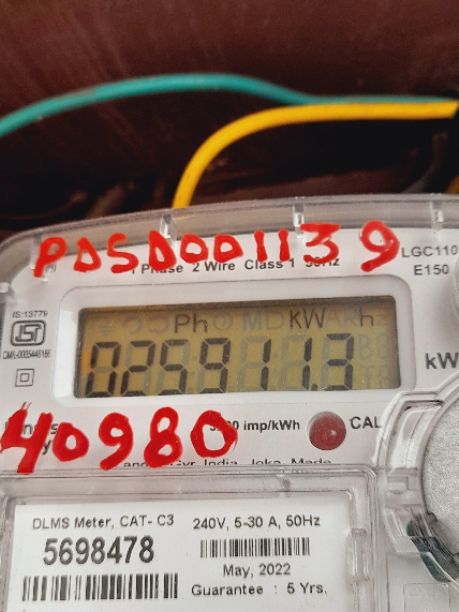 PDSD001139
LGC110
1 Phase 2 Wire Class 1 50Hz
E150
IS:13779
ISI
Ph MD KW h
025911.3
kW
40980
imp/kWh
CAL
India
DLMS Meter, CAT- C3
240V, 5-30 A, 50Hz
5698478
May, 2022
Guarantee : 5 Yrs.